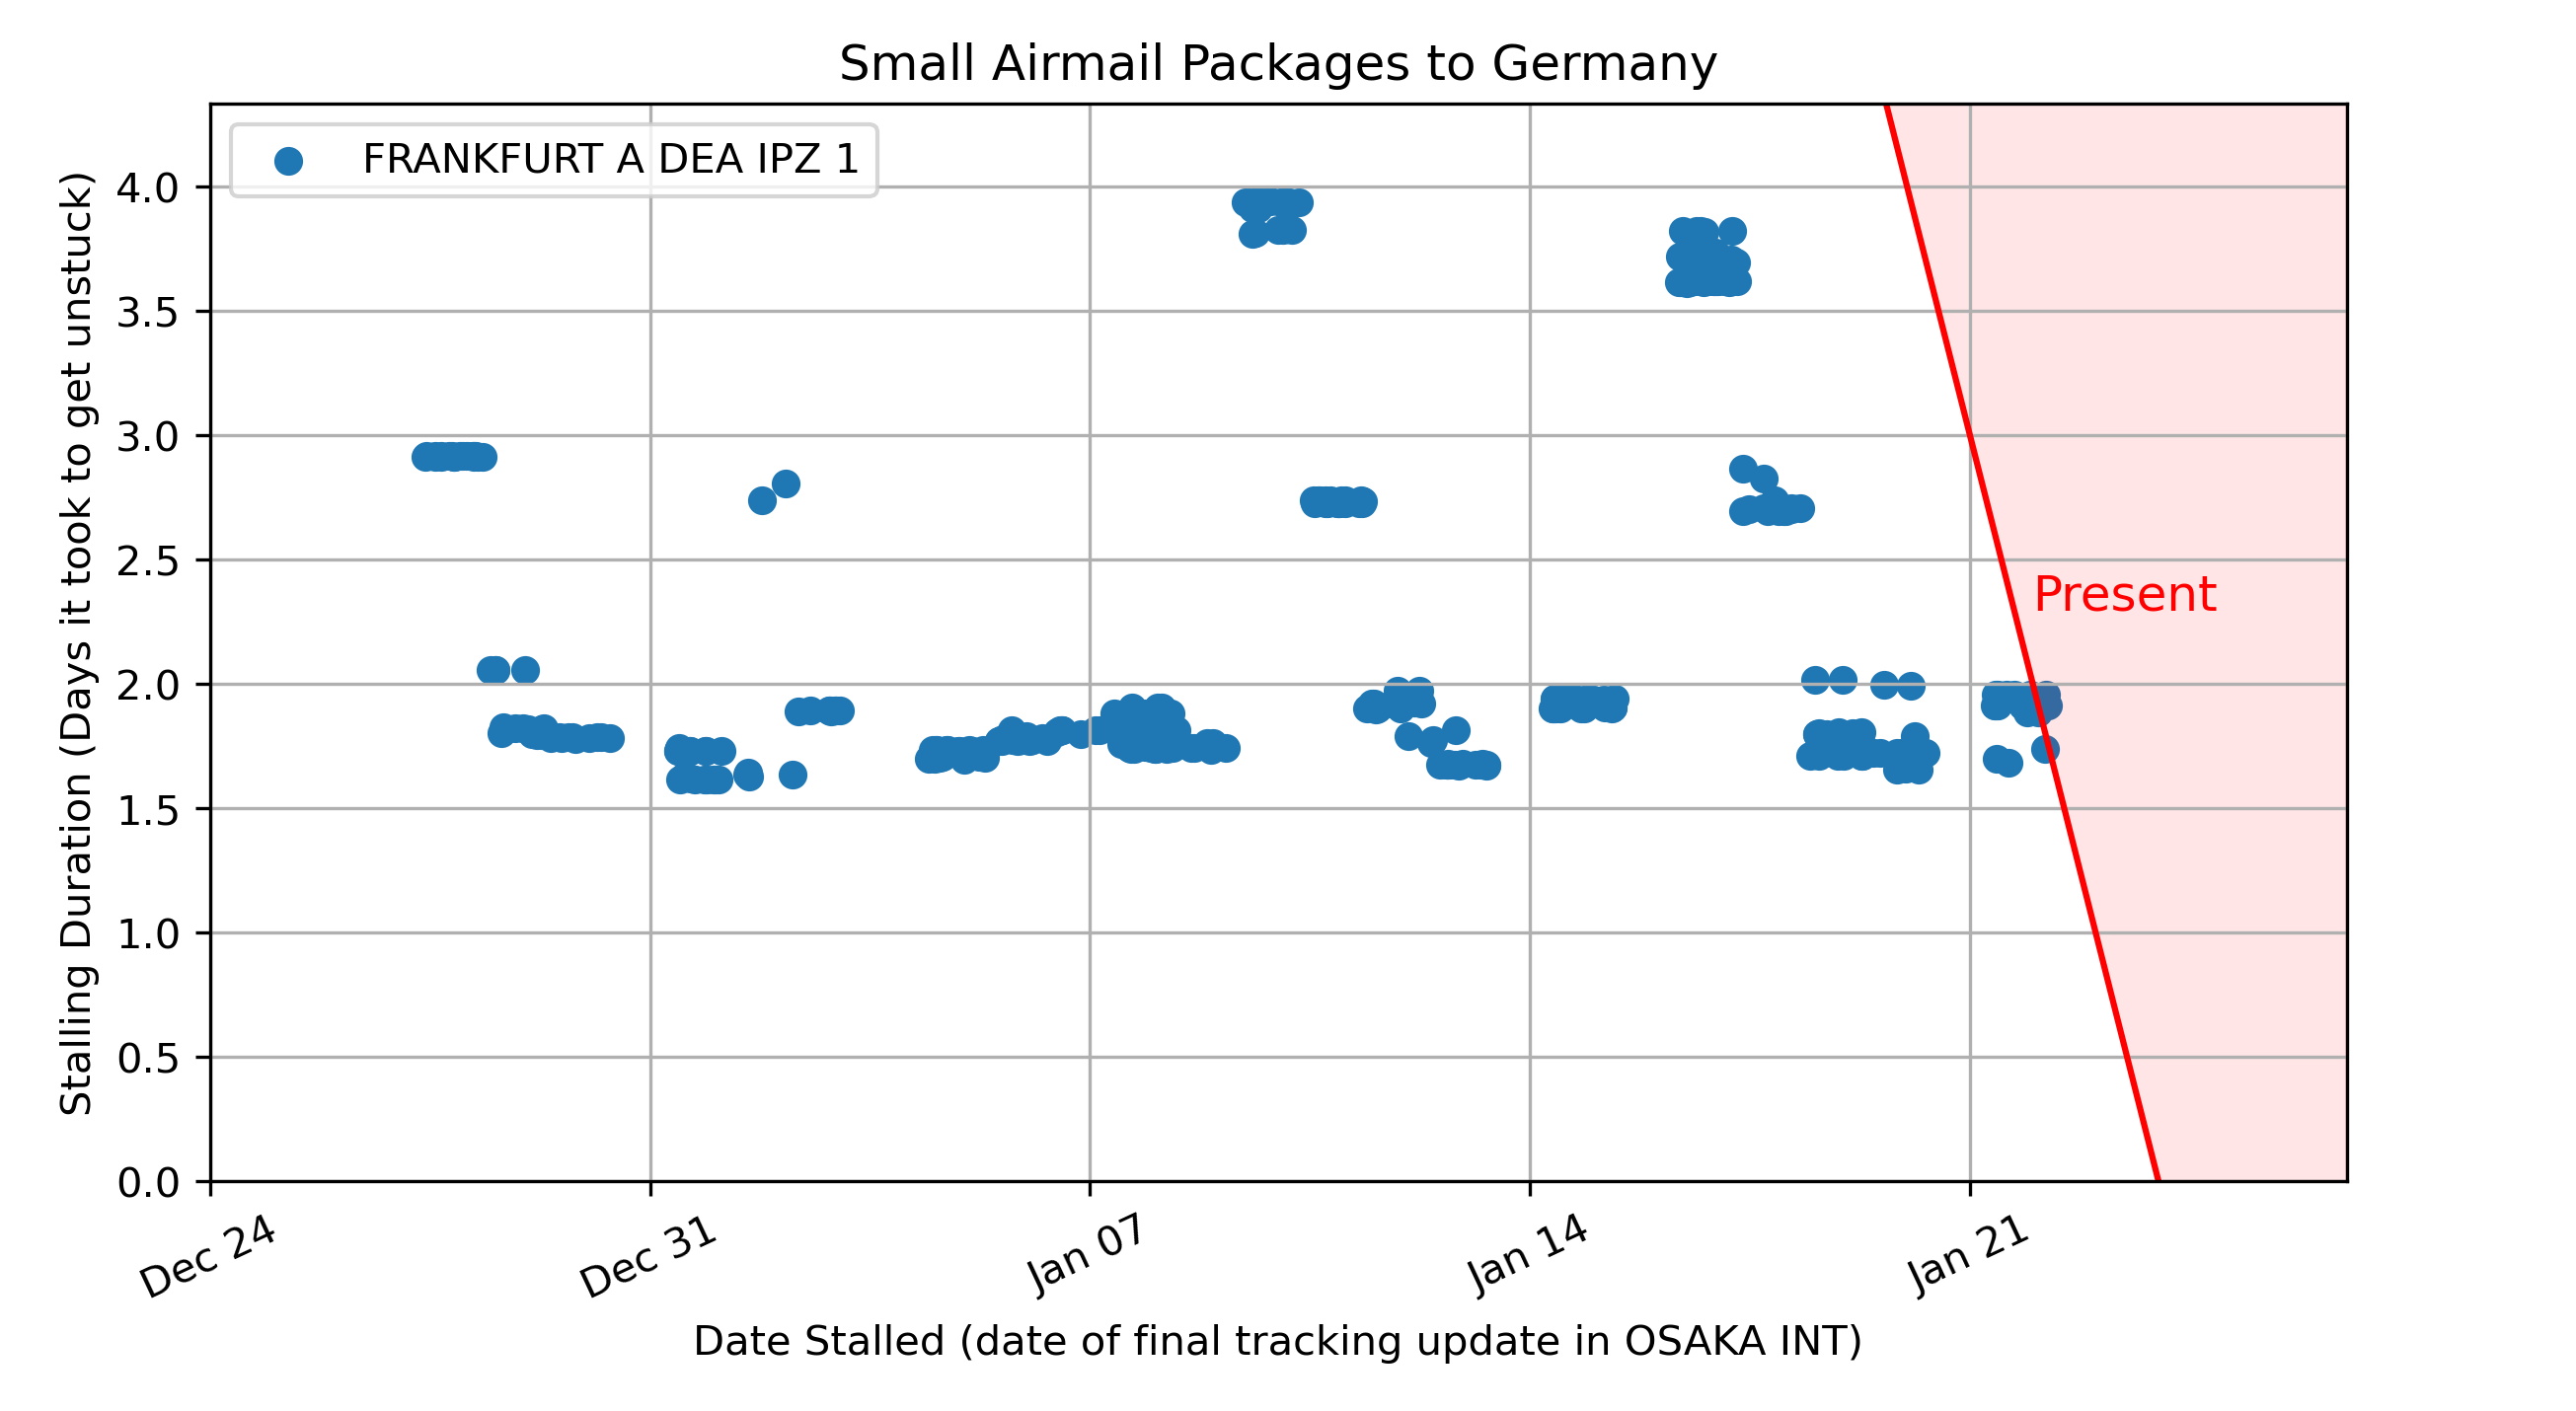 Small Airmail Packages to Germany
FRANKFURT A DEA IPZ 1
Stalling Duration (Days it took to get unstuck)
4.0
3.5
3.0
2.5
2.0
1.5
1.0
0.5
0.0
Present
Dec 24
Dec 31
Jan 07
Jan 14
Jan 21
Date Stalled (date of final tracking update in OSAKA INT)